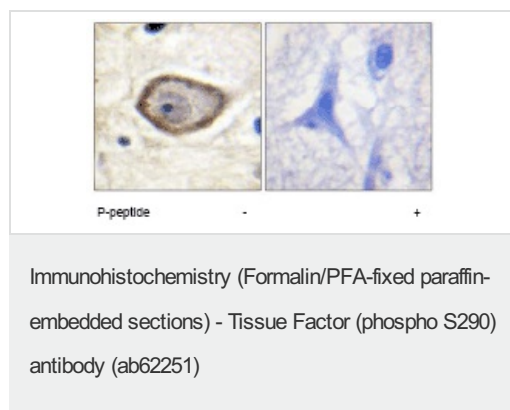 P-peptide - +
Immunohistochemistry (Formalin/PFA-fixed paraffin-
embedded sections) - Tissue Factor (phospho S290)
antibody (ab62251)